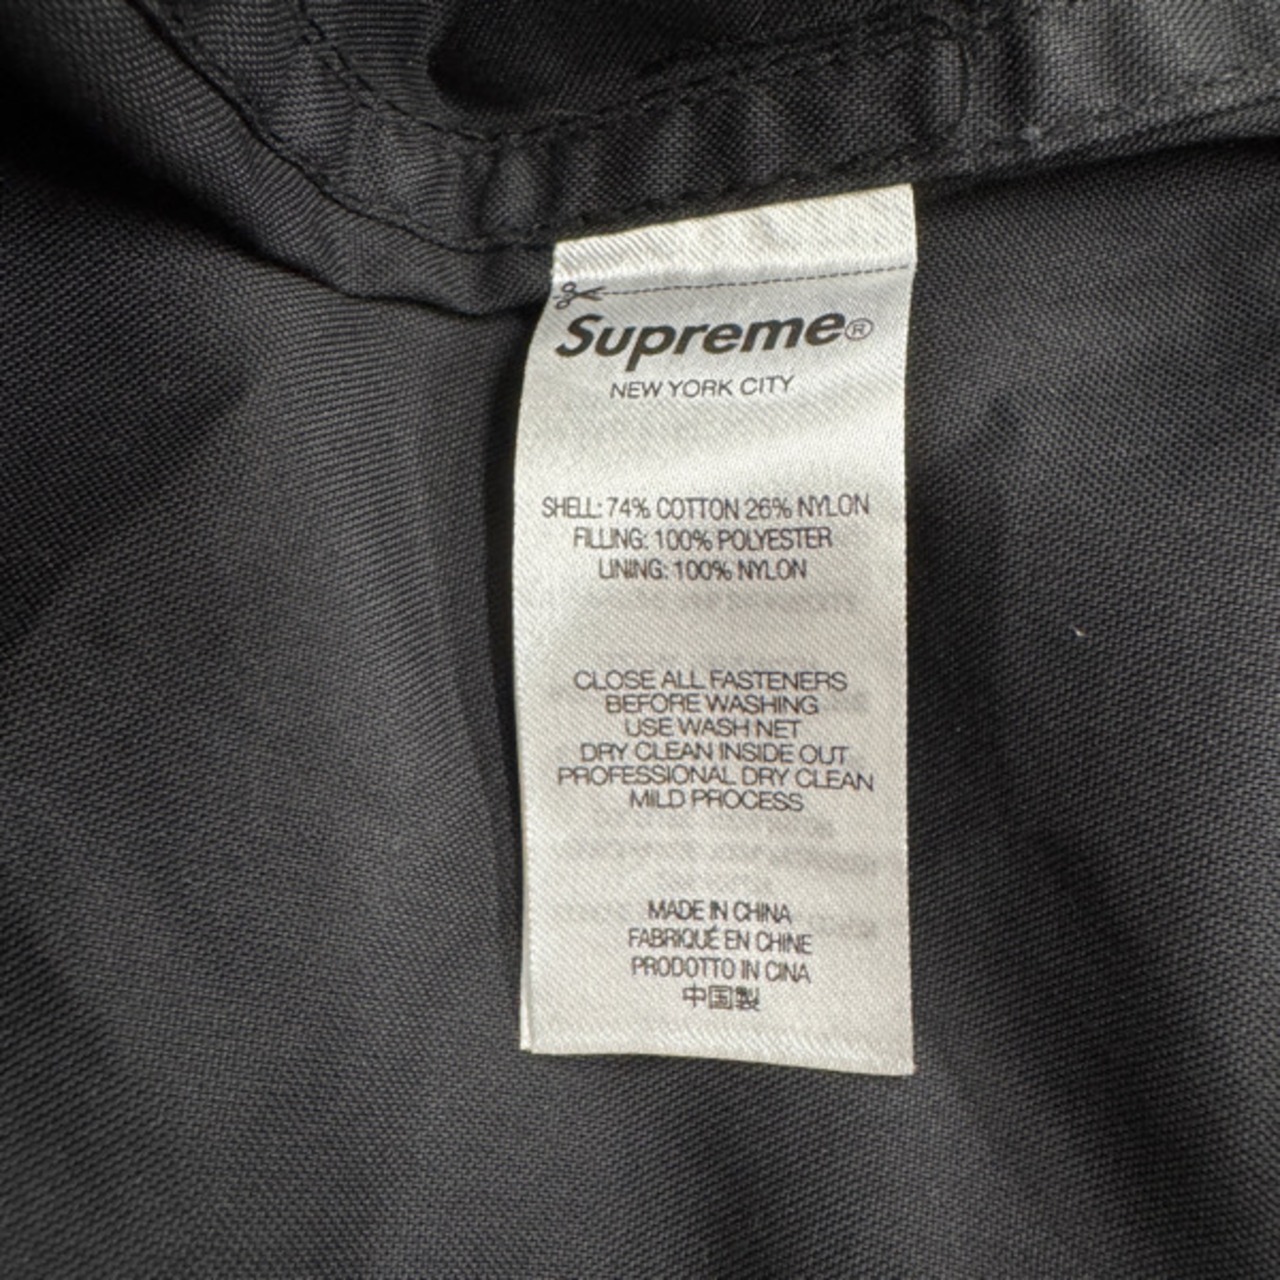 Supreme®
NEW YORK CITY
SHELL: 74% COTTON 26% NYLON
FILLING: 100% POLYESTER
LINING: 100% NYLON
CLOSE ALL FASTENERS
BEFORE WASHING
USE WASH NET
DRY CLEAN INSIDE OUT
PROFESSIONAL DRY CLEAN
MILD PROCESS
MADE IN CHINA
FABRIQUÉ EN CHINE
PRODOTTO IN CINA
中国製